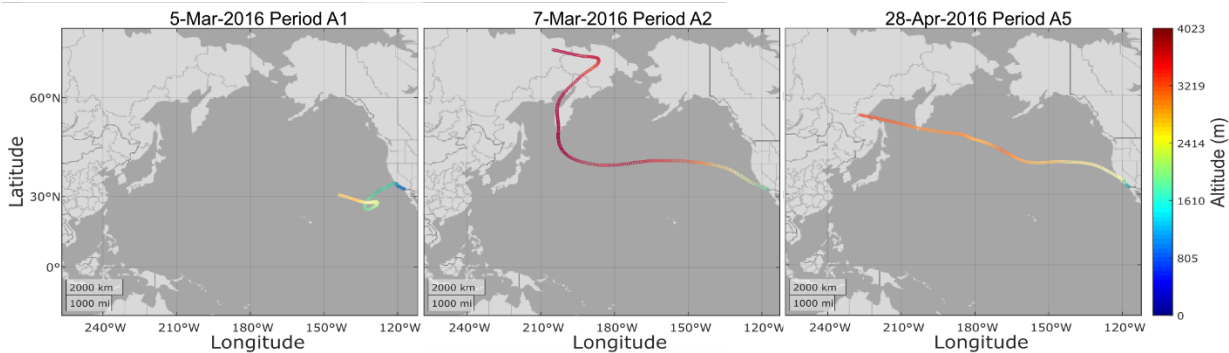 5-Mar-2016 Period A1
7-Mar-2016 Period A2
28-Apr-2016 Period A5
Latitude
60°N
30°N
0°
2000 km
1000 mi
2000 km
1000 mi
2000 km
1000 mi
240°W 210°W 180°W 150°W 120°W
240°W 210°W 180°W 150°W 120°W
240°W 210°W 180°W 150°W 120°W
Longitude
Longitude
Longitude
4023
3219
2414
1610
805
0
Altitude (m)